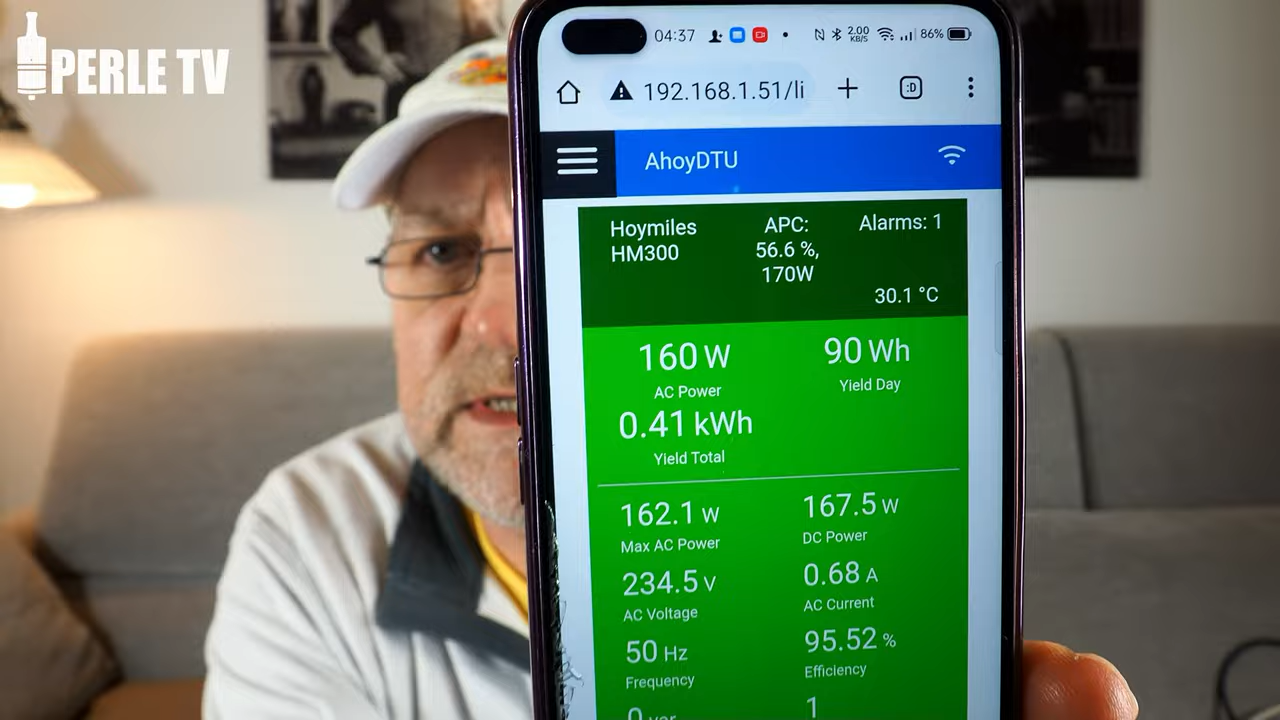 PERLE TV
04:37
2.00
KB/S
86%
192.168.1.51/li
:D
AhoyDTU
Hoymiles
HM300
APC:
56.6 %,
170W
Alarms: 1
30.1 °C
160 W
AC Power
90 Wh
Yield Day
0.41 kWh
Yield Total
162.1 W
Max AC Power
167.5 W
DC Power
234.5 V
AC Voltage
0.68 A
AC Current
50 Hz
Frequency
95.52 %
Efficiency
0 var
1